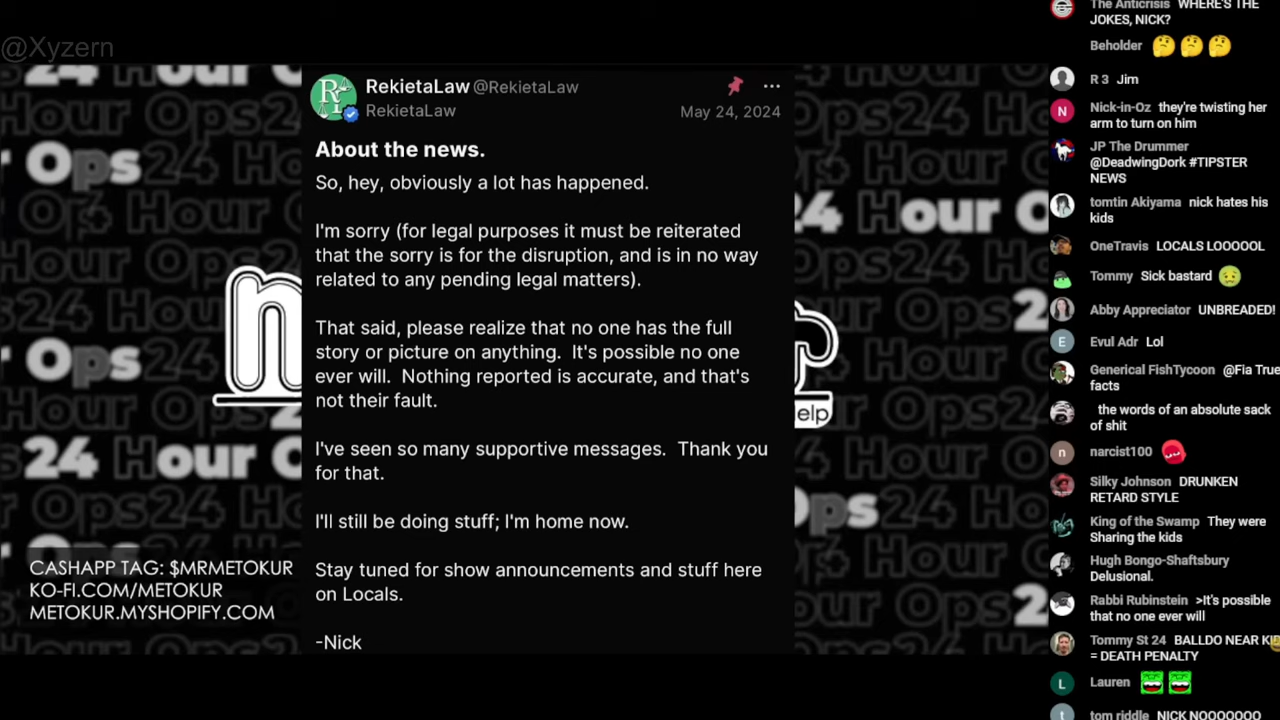 @Xyzern
RekietaLaw @RekietaLaw
RekietaLaw
May 24, 2024
About the news.
So, hey, obviously a lot has happened.
I'm sorry (for legal purposes it must be reiterated
that the sorry is for the disruption, and is in no way
related to any pending legal matters).
That said, please realize that no one has the full
story or picture on anything.  It's possible no one
ever will.  Nothing reported is accurate, and that's
not their fault.
I've seen so many supportive messages.  Thank you
for that.
I'll still be doing stuff; I'm home now.
Stay tuned for show announcements and stuff here
on Locals.
-Nick
CASHAPP TAG: $MRMETOKUR
KO-FI.COM/METOKUR
METOKUR.MYSHOPIFY.COM
24 Hour Ops
elp
The Anticrisis WHERE'S THE
JOKES, NICK?
Beholder 🤔🤔🤔
R 3 Jim
Nick-in-Oz they're twisting her
arm to turn on him
JP The Drummer
@DeadwingDork #TIPSTER
NEWS
tomtin Akiyama nick hates his
kids
OneTravis LOCALS LOOOOOL
Tommy Sick bastard 🤢
Abby Appreciator UNBREADED!
Evul Adr Lol
Generical FishTycoon @Fia True
facts
the words of an absolute sack
of shit
narcist100
Silky Johnson DRUNKEN
RETARD STYLE
King of the Swamp They were
Sharing the kids
Hugh Bongo-Shaftsbury
Delusional.
Rabbi Rubinstein >It's possible
that no one ever will
Tommy St 24 BALLDO NEAR
= DEATH PENALTY
Lauren
tom riddle NICK NOOOOOOO